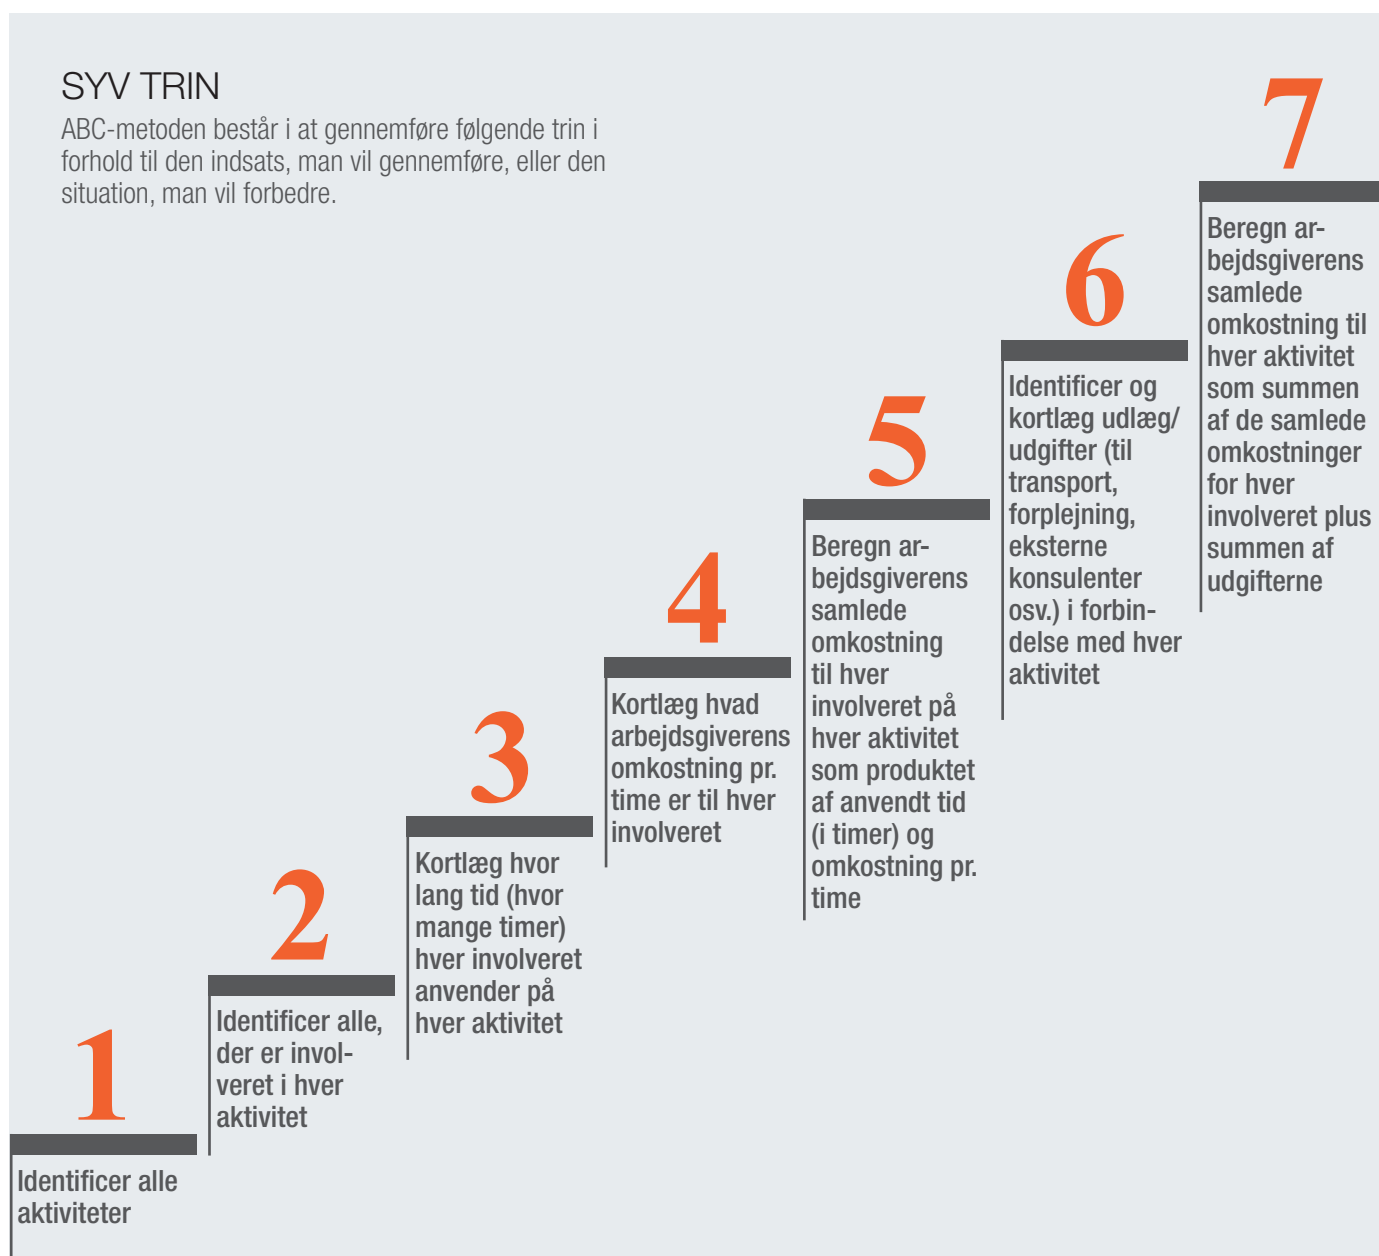 SYV TRIN
ABC-metoden består i at gennemføre følgende trin i
forhold til den indsats, man vil gennemføre, eller den
situation, man vil forbedre.
1
Identificer alle
aktiviteter
2
Identificer alle,
der er invol-
veret i hver
aktivitet
3
Kortlæg hvor
lang tid (hvor
mange timer)
hver involveret
anvender på
hver aktivitet
4
Kortlæg hvad
arbejdsgiverens
omkostning pr.
time er til hver
involveret
5
Beregn ar-
bejdsgiverens
samlede
omkostning
til hver
involveret på
hver aktivitet
som produktet
af anvendt tid
(i timer) og
omkostning pr.
time
6
Identificer og
kortlæg udlæg/
udgifter (til
transport,
forplejning,
eksterne
konsulenter
osv.) i forbin-
delse med hver
aktivitet
7
Beregn ar-
bejdsgiverens
samlede
omkostning til
hver aktivitet
som summen
af de samlede
omkostninger
for hver
involveret plus
summen af
udgifterne